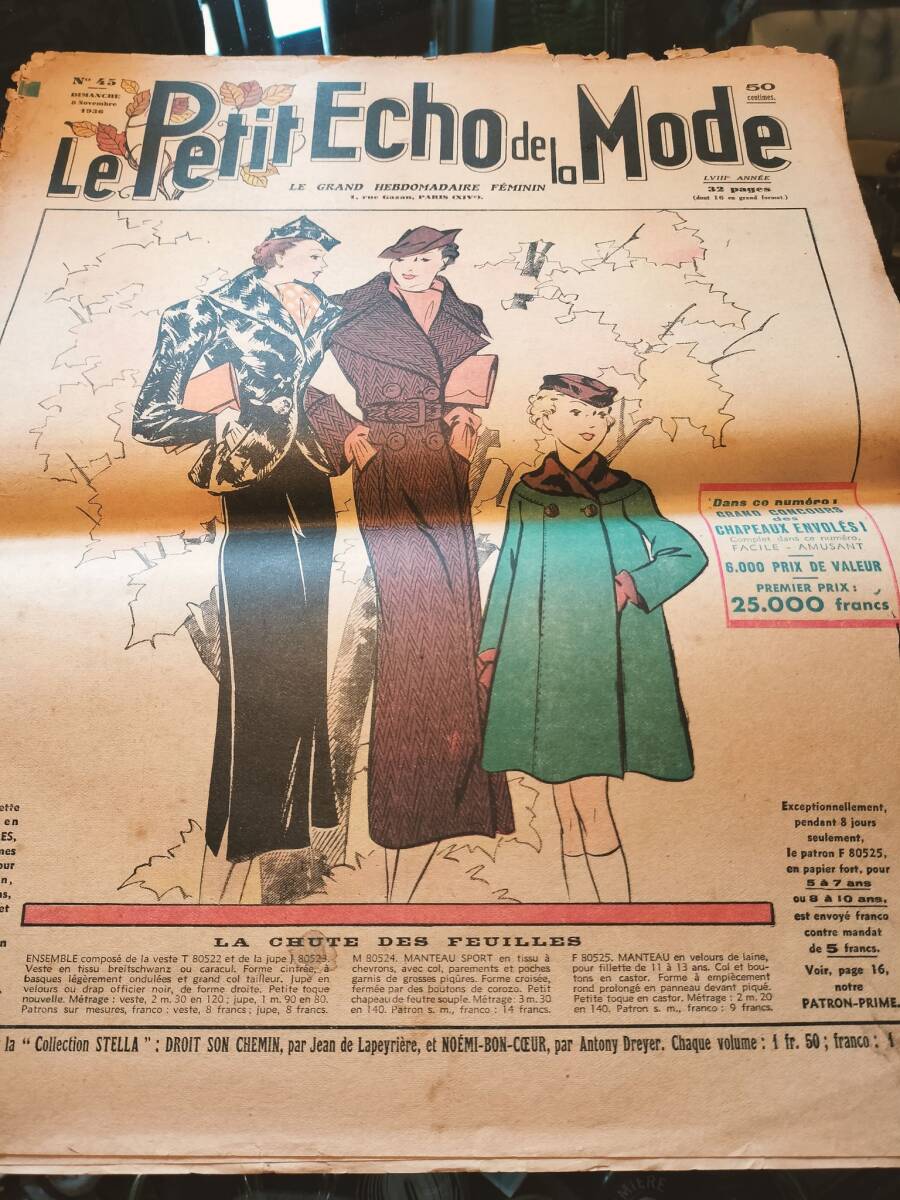 Nº 45
DIMANCHE
8 Novembre
1936
Le Petit Echo de la Mode
50
centimes.
LE GRAND HEBDOMADAIRE FÉMININ
1, rue Gazan, PARIS (XIVᵉ).
LVIIIᵉ ANNÉE
32 pages
(dont 16 en grand format.)
Dans ce numéro :
GRAND CONCOURS
des
CHAPEAUX ENVOLÉS !
Complet dans ce numéro,
FACILE - AMUSANT
6.000 PRIX DE VALEUR
PREMIER PRIX :
25.000 francs
en
et
Exceptionnellement,
pendant 8 jours
seulement,
le patron F 80525,
en papier fort, pour
5 à 7 ans
ou 8 à 10 ans,
est envoyé franco
contre mandat
de 5 francs.
Voir, page 16,
notre
PATRON-PRIME.
LA CHUTE DES FEUILLES
ENSEMBLE composé de la veste T 80522 et de la jupe J 80523.
Veste en tissu breitschwanz ou caracul. Forme cintrée, à
basques légèrement ondulées et grand col tailleur. Jupe en
velours ou drap officier noir, de forme droite. Petite toque
nouvelle. Métrage : veste, 2 m. 30 en 120 ; jupe, 1 m. 90 en 80.
Patrons sur mesures, franco : veste, 8 francs ; jupe, 8 francs.
M 80524. MANTEAU SPORT en tissu à
chevrons, avec col, parements et poches
garnis de grosses piqûres. Forme croisée,
fermée par des boutons de corozo. Petit
chapeau de feutre souple. Métrage : 3 m. 30
en 140. Patron s. m., franco : 14 francs.
F 80525. MANTEAU en velours de laine,
pour fillette de 11 à 13 ans. Col et bou-
tons en castor. Forme à empiècement
rond prolongé en panneau devant piqué.
Petite toque en castor. Métrage : 2 m. 20
en 140. Patron s. m., franco : 9 francs.
la " Collection STELLA " : DROIT SON CHEMIN, par Jean de Lapeyrière, et NOÉMI-BON-CŒUR, par Antony Dreyer. Chaque volume : 1 fr. 50 ; franco : 1